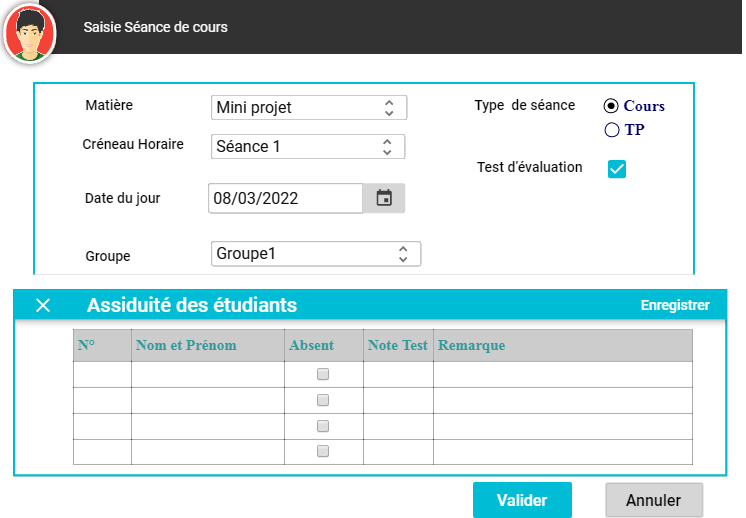 Saisie Séance de cours
Matière Mini projet Type de séance Cours
TP
Créneau Horaire Séance 1
Test d'évaluation
Date du jour 08/03/2022
Groupe Groupe1
Assiduité des étudiants Enregistrer
N° Nom et Prénom Absent Note Test Remarque
Valider Annuler